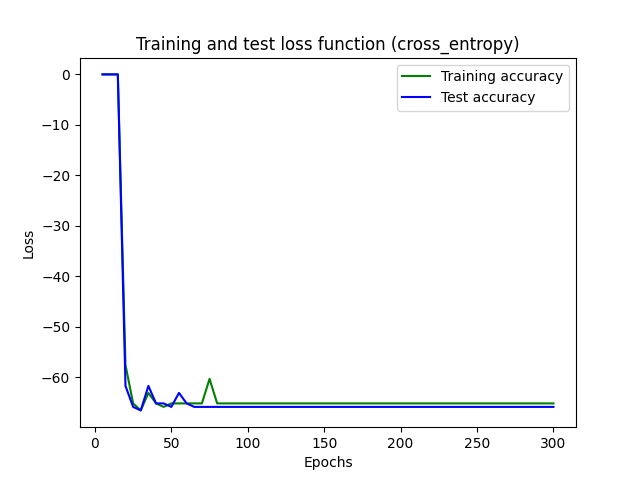 Training and test loss function (cross_entropy)
Training accuracy
Test accuracy
Loss
0
−10
−20
−30
−40
−50
−60
0 50 100 150 200 250 300
Epochs